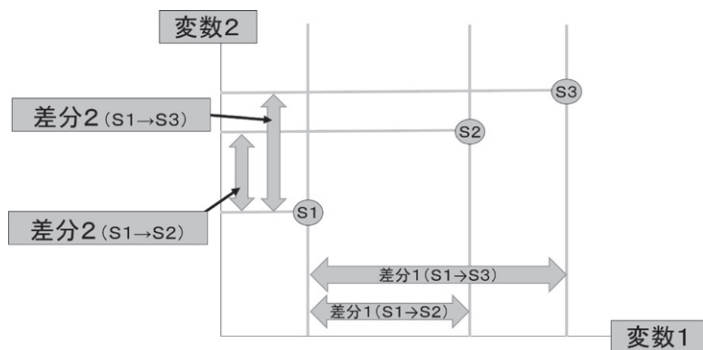 変数2
差分2(S1→S3)
S3
S2
S1
差分2(S1→S2)
差分1(S1→S3)
差分1(S1→S2)
変数1